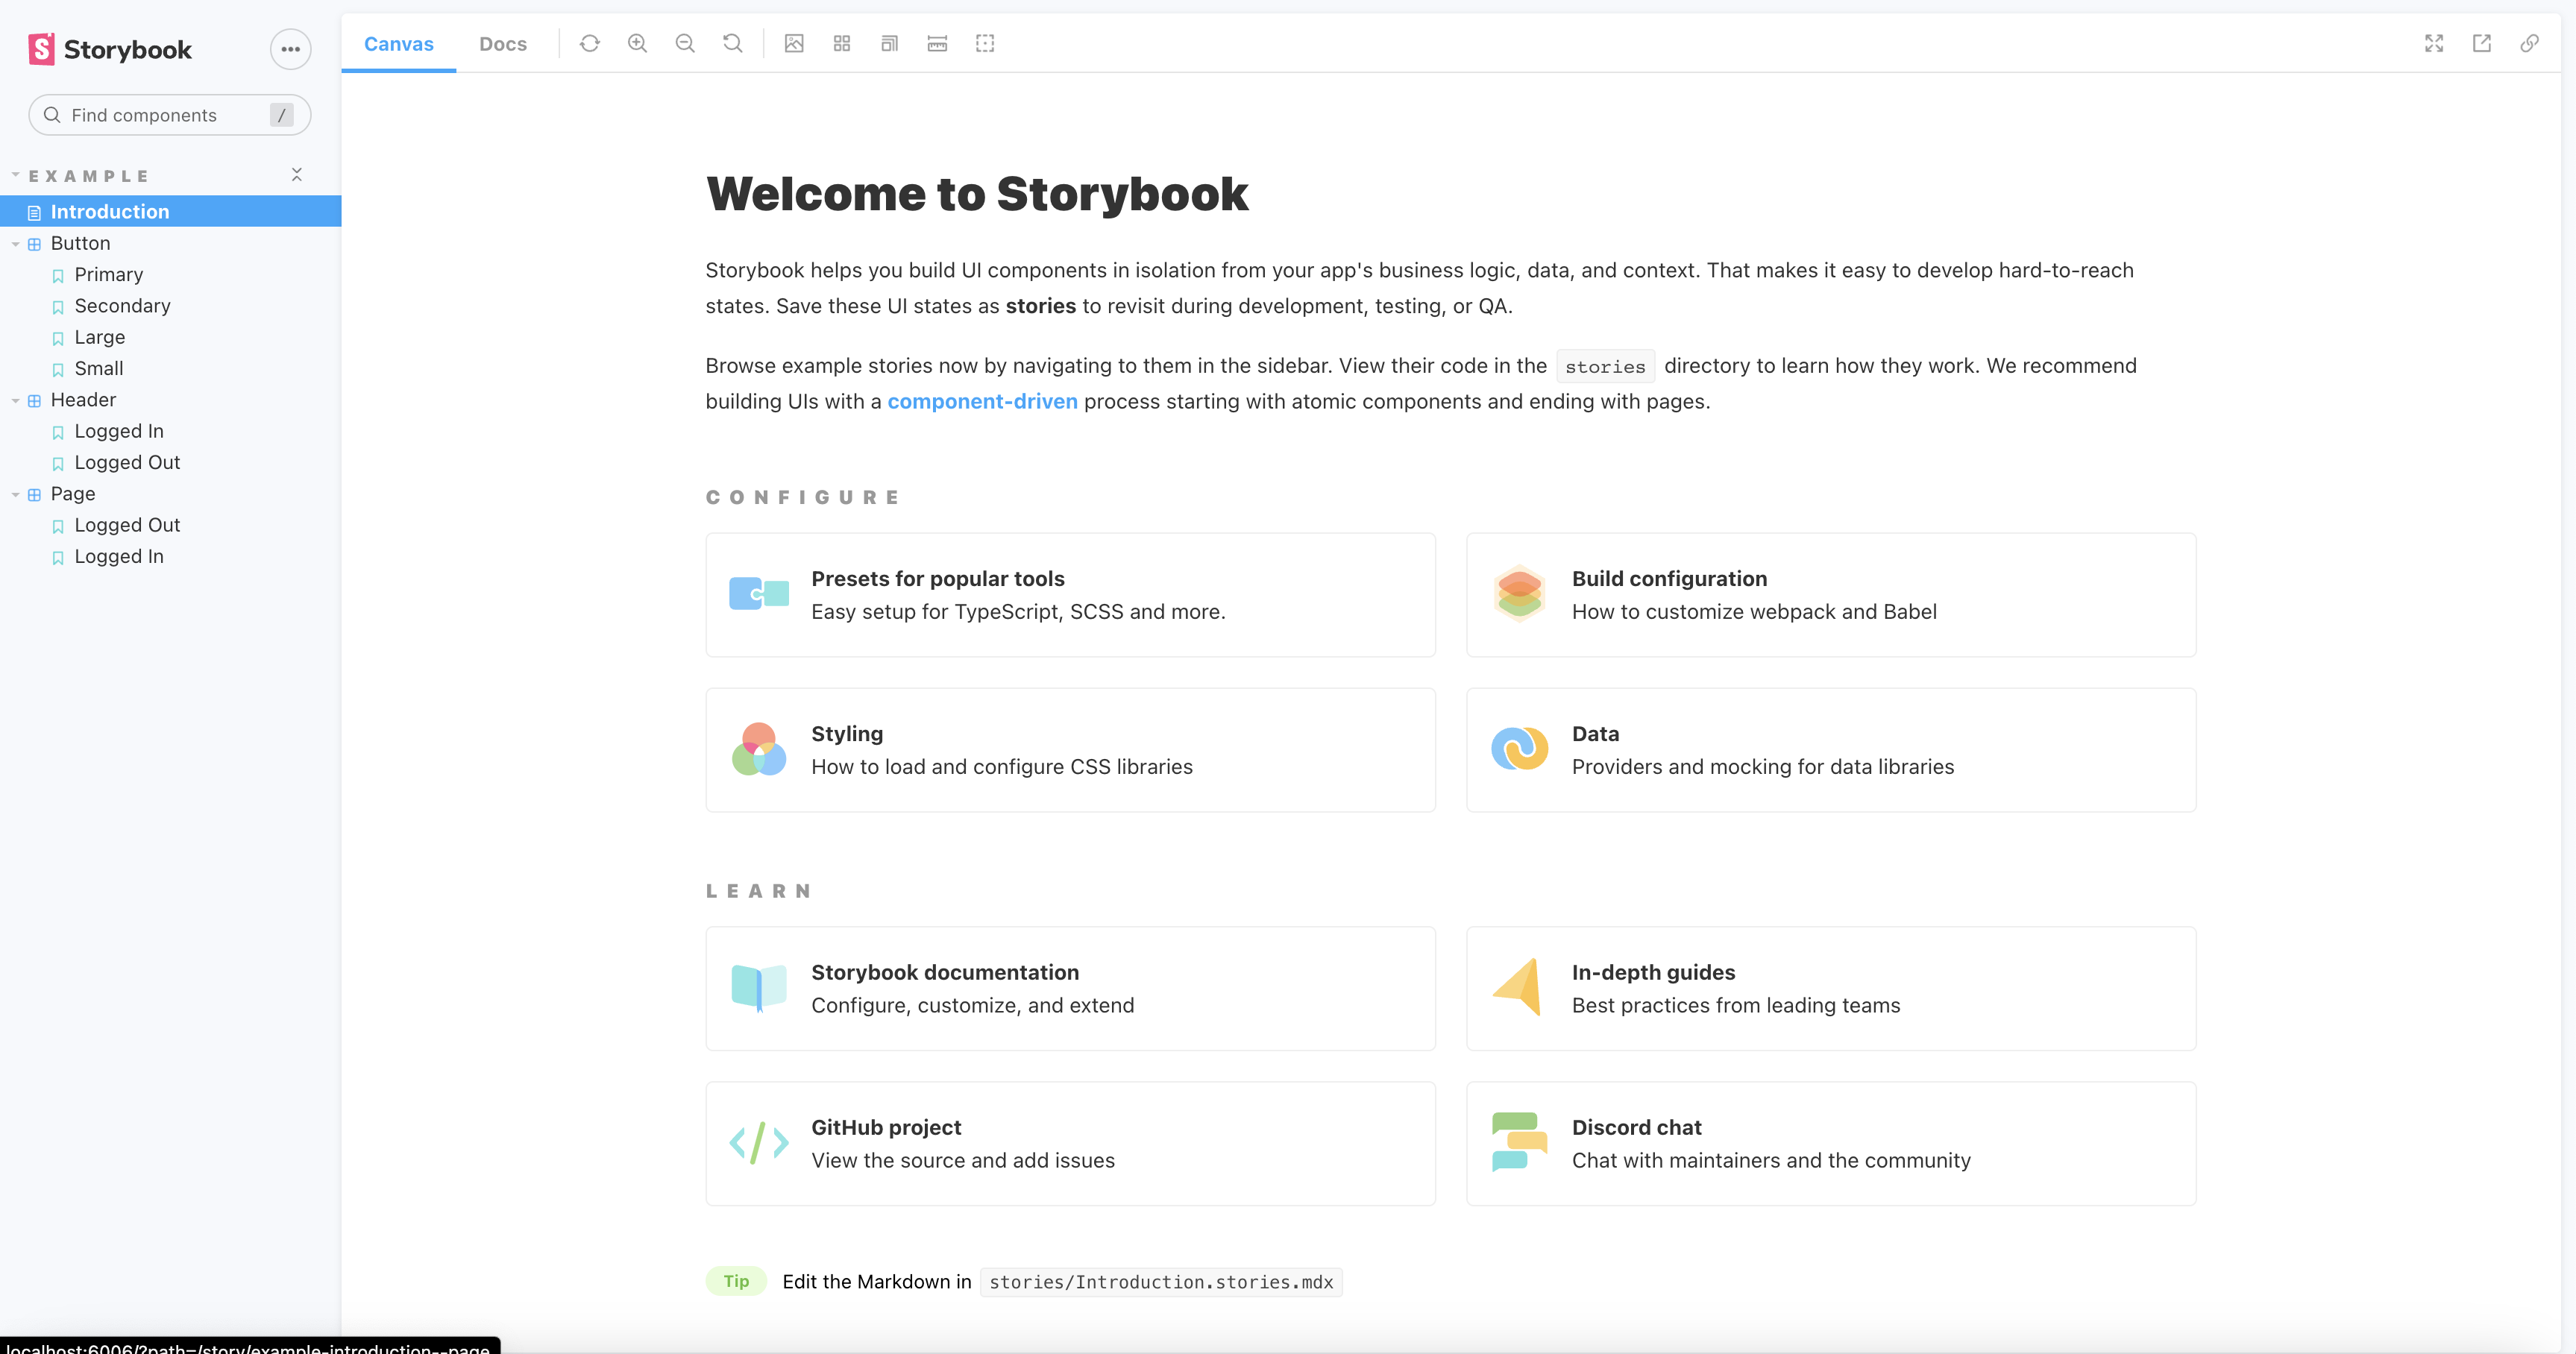 Storybook
Find components /
EXAMPLE
Introduction
Button
Primary
Secondary
Large
Small
Header
Logged In
Logged Out
Page
Logged Out
Logged In
Canvas Docs
Welcome to Storybook
Storybook helps you build UI components in isolation from your app's business logic, data, and context. That makes it easy to develop hard-to-reach
states. Save these UI states as stories to revisit during development, testing, or QA.
Browse example stories now by navigating to them in the sidebar. View their code in the stories directory to learn how they work. We recommend
building UIs with a component-driven process starting with atomic components and ending with pages.
CONFIGURE
Presets for popular tools
Easy setup for TypeScript, SCSS and more.
Build configuration
How to customize webpack and Babel
Styling
How to load and configure CSS libraries
Data
Providers and mocking for data libraries
LEARN
Storybook documentation
Configure, customize, and extend
In-depth guides
Best practices from leading teams
GitHub project
View the source and add issues
Discord chat
Chat with maintainers and the community
Tip Edit the Markdown in stories/Introduction.stories.mdx
localhost:6006/?path=/story/example-introduction--page